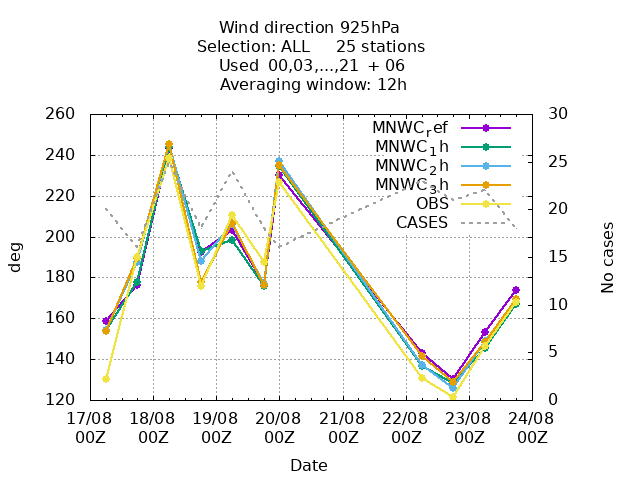 Wind direction 925hPa
Selection: ALL 25 stations
Used 00,03,...,21 + 06
Averaging window: 12h
260
240
220
200
180
160
140
120
deg
30
25
20
15
10
5
0
No cases
MNWC_ref
MNWC_1h
MNWC_2h
MNWC_3h
OBS
CASES
17/08 18/08 19/08 20/08 21/08 22/08 23/08 24/08
00Z 00Z 00Z 00Z 00Z 00Z 00Z 00Z
Date